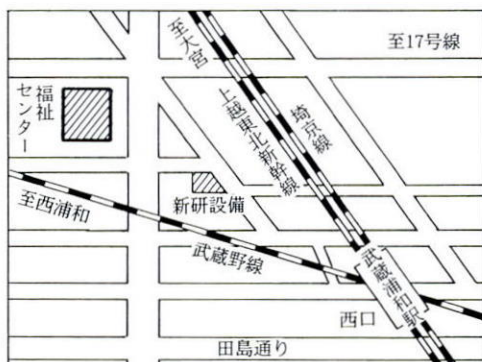 至大宮
至17号線
福祉
センター
上越東北新幹線
埼京線
新研設備
至西浦和
武蔵野線
武蔵浦和駅
西口
田島通り